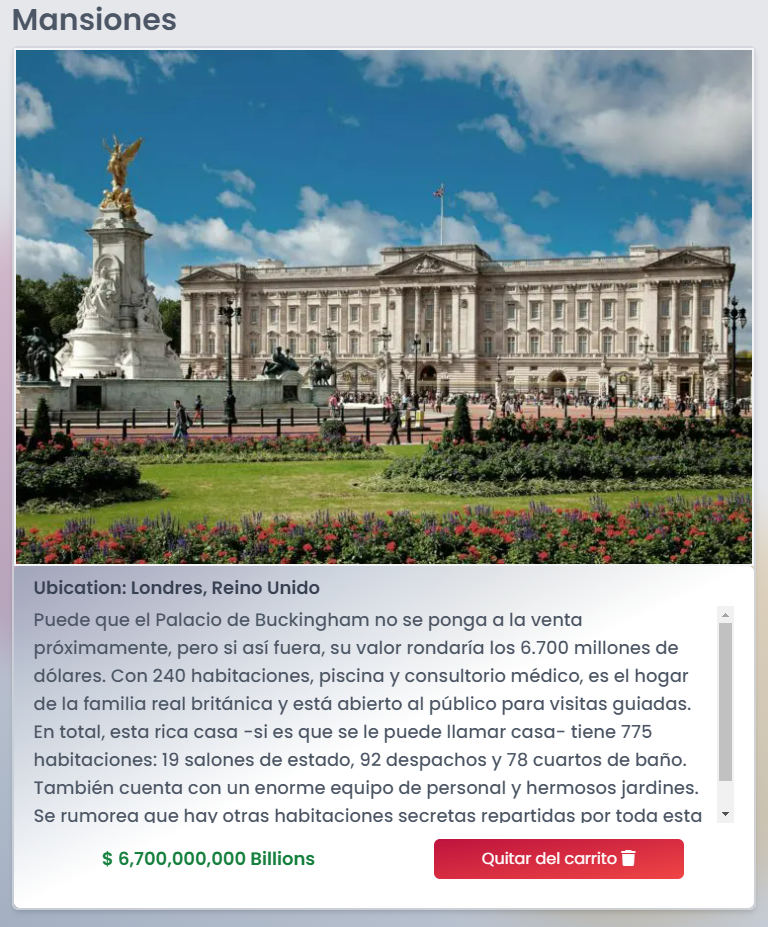 Mansiones
Ubication: Londres, Reino Unido
Puede que el Palacio de Buckingham no se ponga a la venta
próximamente, pero si así fuera, su valor rondaría los 6.700 millones de
dólares. Con 240 habitaciones, piscina y consultorio médico, es el hogar
de la familia real británica y está abierto al público para visitas guiadas.
En total, esta rica casa -si es que se le puede llamar casa- tiene 775
habitaciones: 19 salones de estado, 92 despachos y 78 cuartos de baño.
También cuenta con un enorme equipo de personal y hermosos jardines.
Se rumorea que hay otras habitaciones secretas repartidas por toda esta
$ 6,700,000,000 Billions
Quitar del carrito